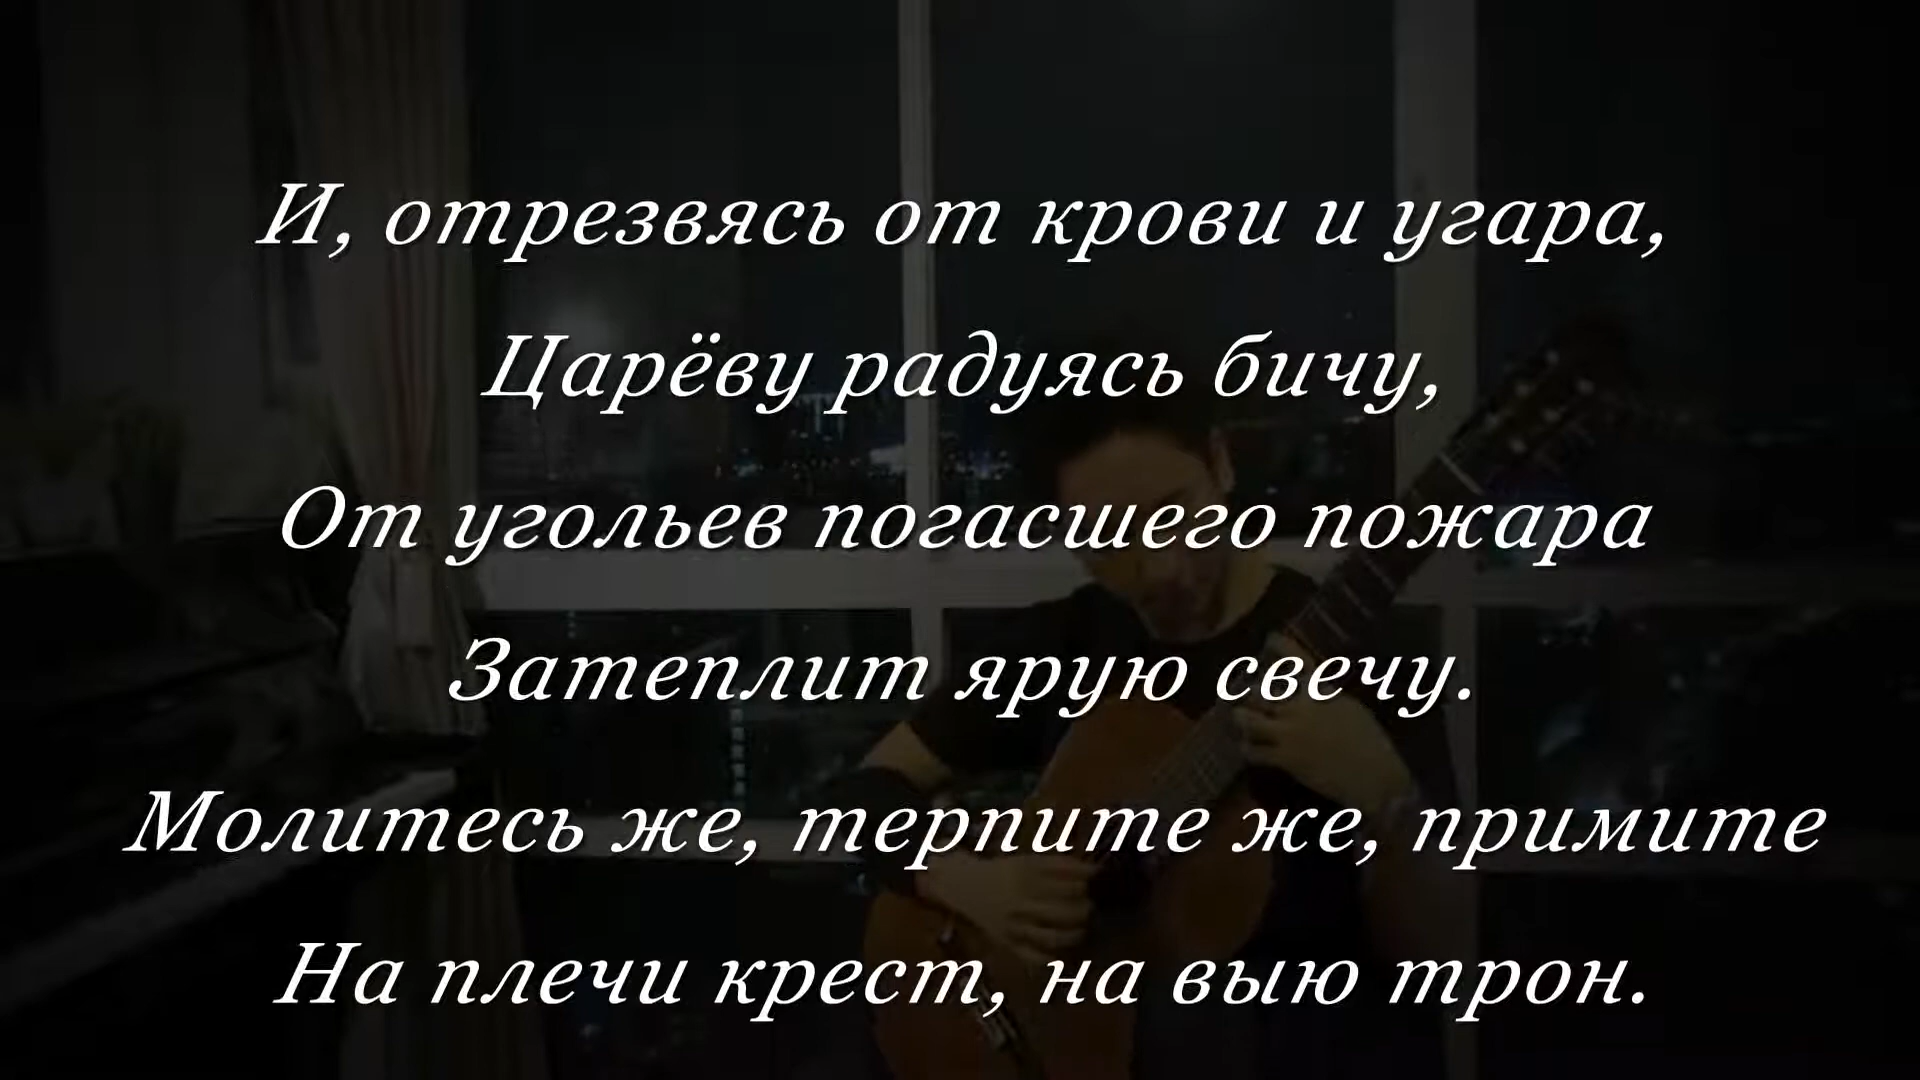 И, отрезвясь от крови и угара,
Царёву радуясь бичу,
От угольев погасшего пожара
Затеплит ярую свечу.
Молитесь же, терпите же, примите
На плечи крест, на выю трон.